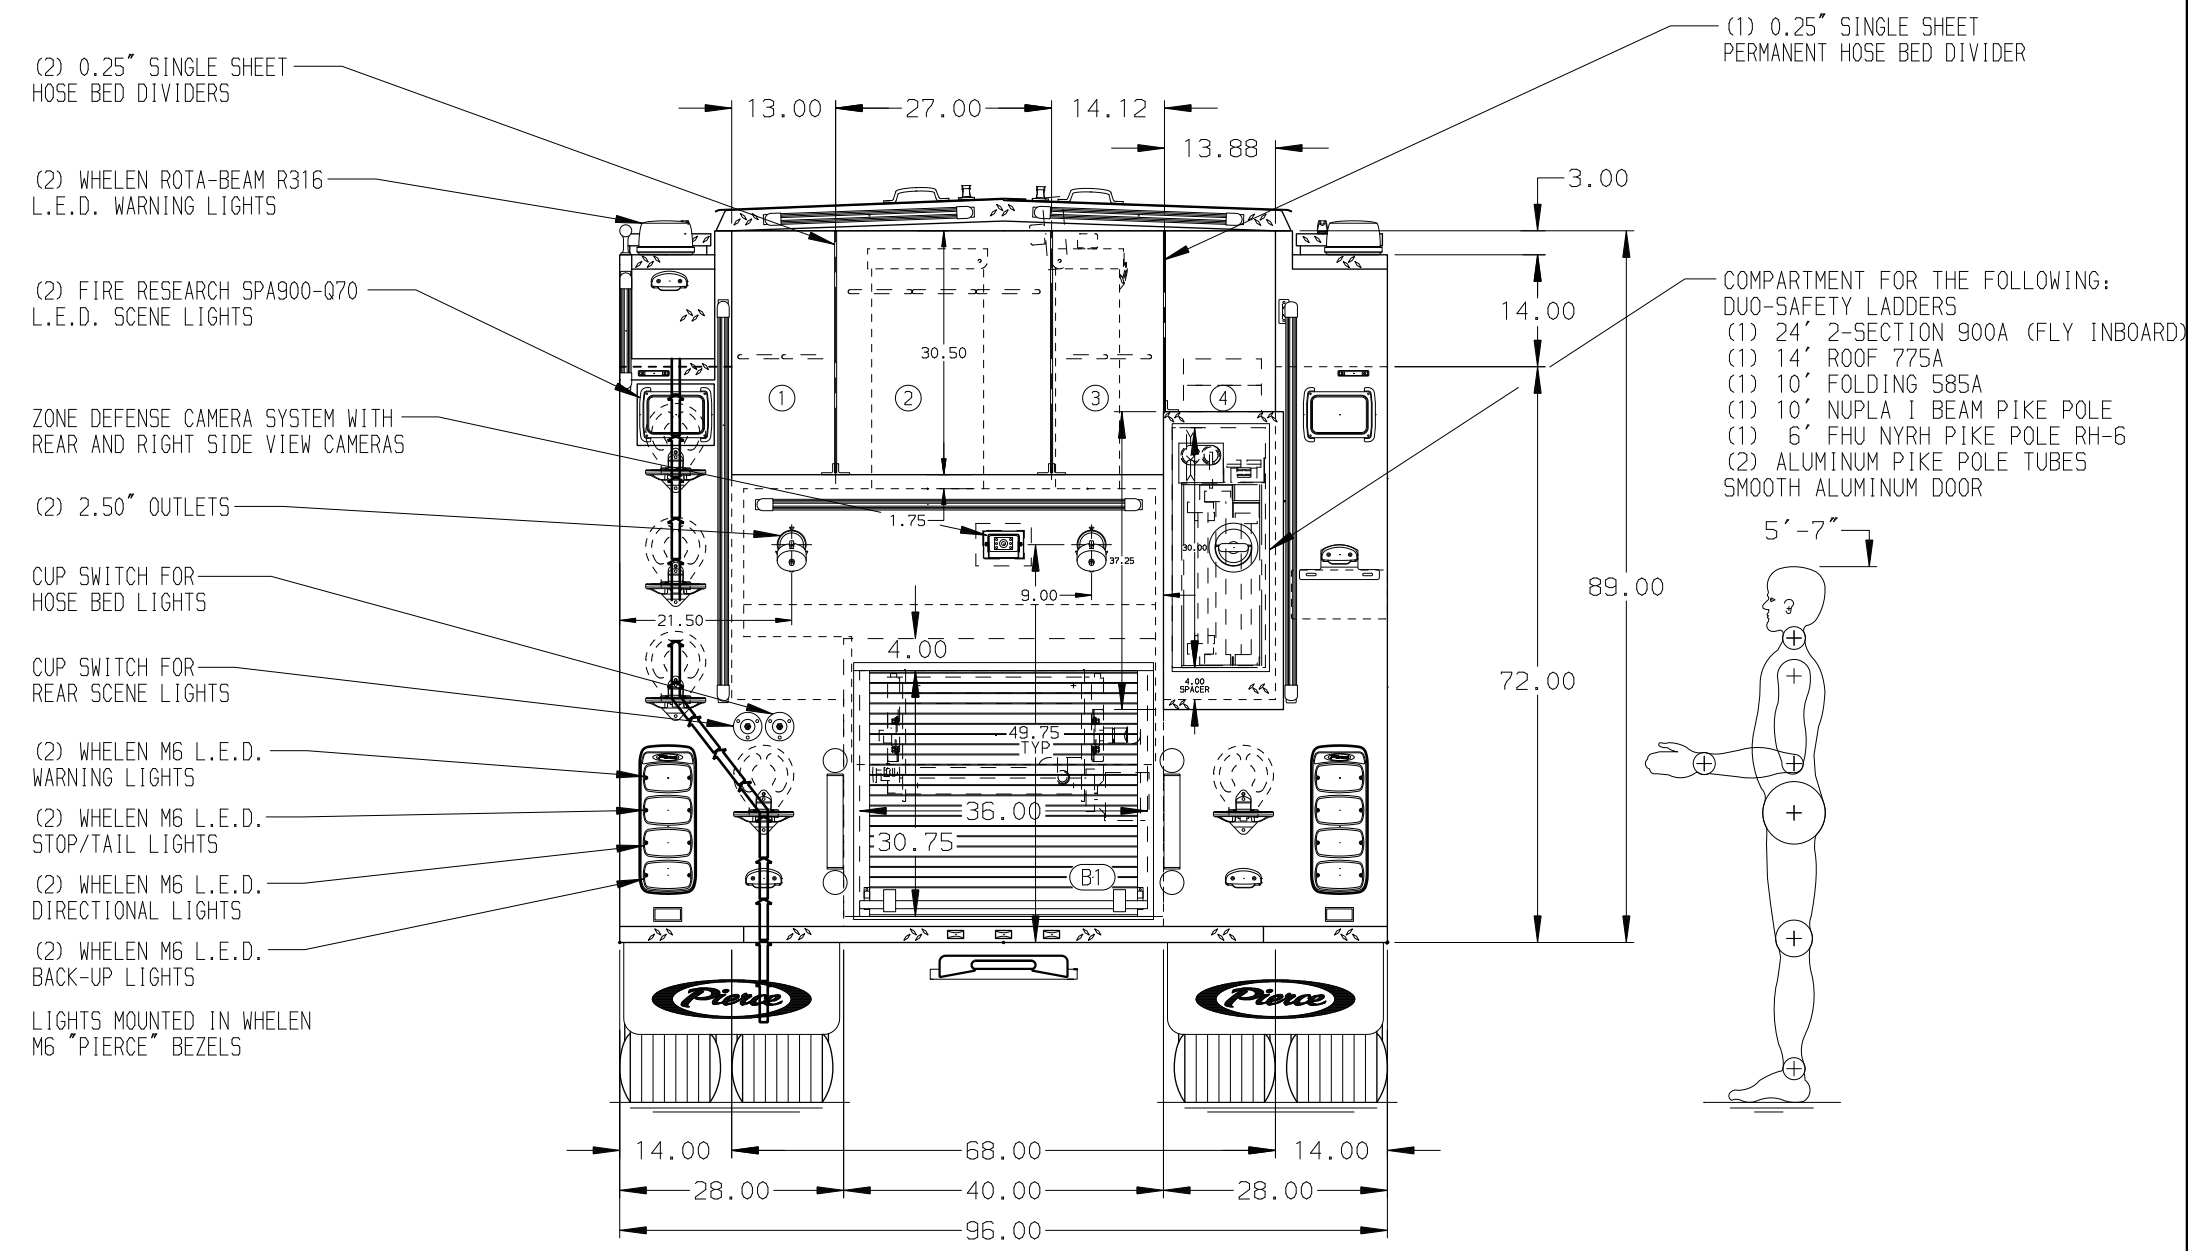 (2) 0.25" SINGLE SHEET
HOSE BED DIVIDERS
(2) WHELEN ROTA-BEAM R316
L.E.D. WARNING LIGHTS
(2) FIRE RESEARCH SPA900-Q70
L.E.D. SCENE LIGHTS
ZONE DEFENSE CAMERA SYSTEM WITH
REAR AND RIGHT SIDE VIEW CAMERAS
(2) 2.50" OUTLETS
CUP SWITCH FOR
HOSE BED LIGHTS
CUP SWITCH FOR
REAR SCENE LIGHTS
(2) WHELEN M6 L.E.D.
WARNING LIGHTS
(2) WHELEN M6 L.E.D.
STOP/TAIL LIGHTS
(2) WHELEN M6 L.E.D.
DIRECTIONAL LIGHTS
(2) WHELEN M6 L.E.D.
BACK-UP LIGHTS
LIGHTS MOUNTED IN WHELEN
M6 "PIERCE" BEZELS
13.00
27.00
14.12
13.88
30.50
1
2
3
4
1.75
30.00
37.25
9.00
21.50
4.00
4.00
SPACER
49.75
TYP
36.00
30.75
B1
Pierce
Pierce
Pierce
Pierce
14.00
68.00
14.00
28.00
40.00
28.00
96.00
(1) 0.25" SINGLE SHEET
PERMANENT HOSE BED DIVIDER
3.00
14.00
89.00
72.00
COMPARTMENT FOR THE FOLLOWING:
DUO-SAFETY LADDERS
(1) 24' 2-SECTION 900A (FLY INBOARD)
(1) 14' ROOF 775A
(1) 10' FOLDING 585A
(1) 10' NUPLA I BEAM PIKE POLE
(1) 6' FHU NYRH PIKE POLE RH-6
(2) ALUMINUM PIKE POLE TUBES
SMOOTH ALUMINUM DOOR
5'-7"